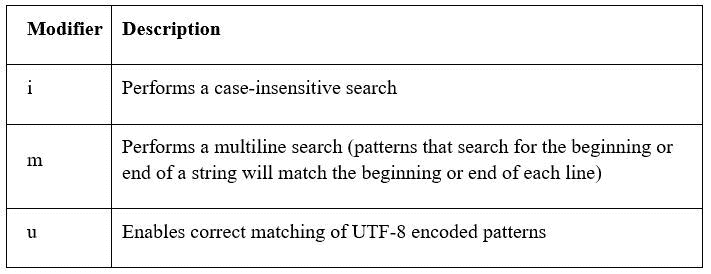 Modifier Description
i Performs a case-insensitive search
m Performs a multiline search (patterns that search for the beginning or
end of a string will match the beginning or end of each line)
u Enables correct matching of UTF-8 encoded patterns